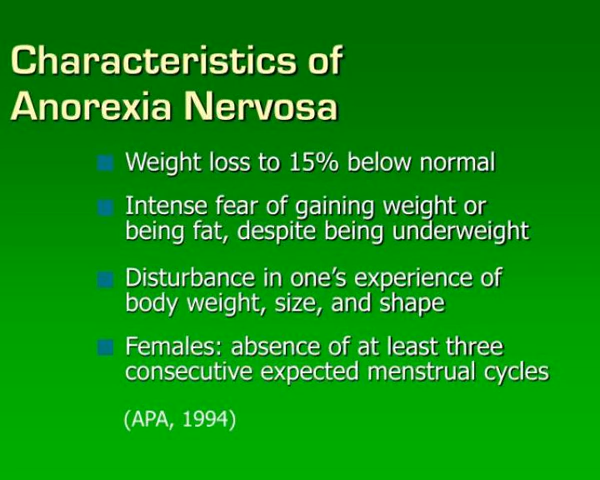 Characteristics of
Anorexia Nervosa
Weight loss to 15% below normal
Intense fear of gaining weight or
being fat, despite being underweight
Disturbance in one's experience of
body weight, size, and shape
Females: absence of at least three
consecutive expected menstrual cycles
(APA, 1994)